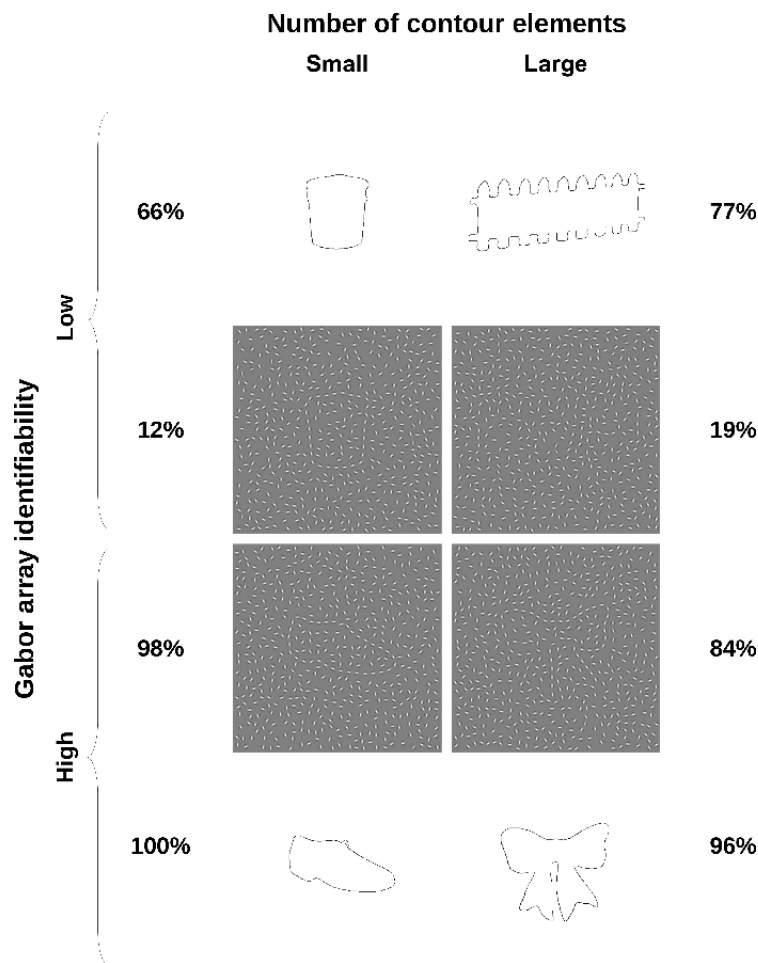 Number of contour elements
Small Large
66% 77%
Low
12% 19%
Gabor array identifiability
98% 84%
High
100% 96%